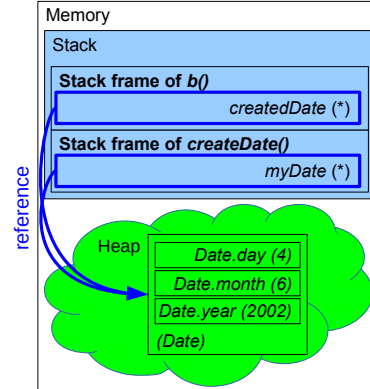 Memory
Stack
Stack frame of b()
createdDate (*)
Stack frame of createDate()
myDate (*)
reference
Heap
Date.day (4)
Date.month (6)
Date.year (2002)
(Date)